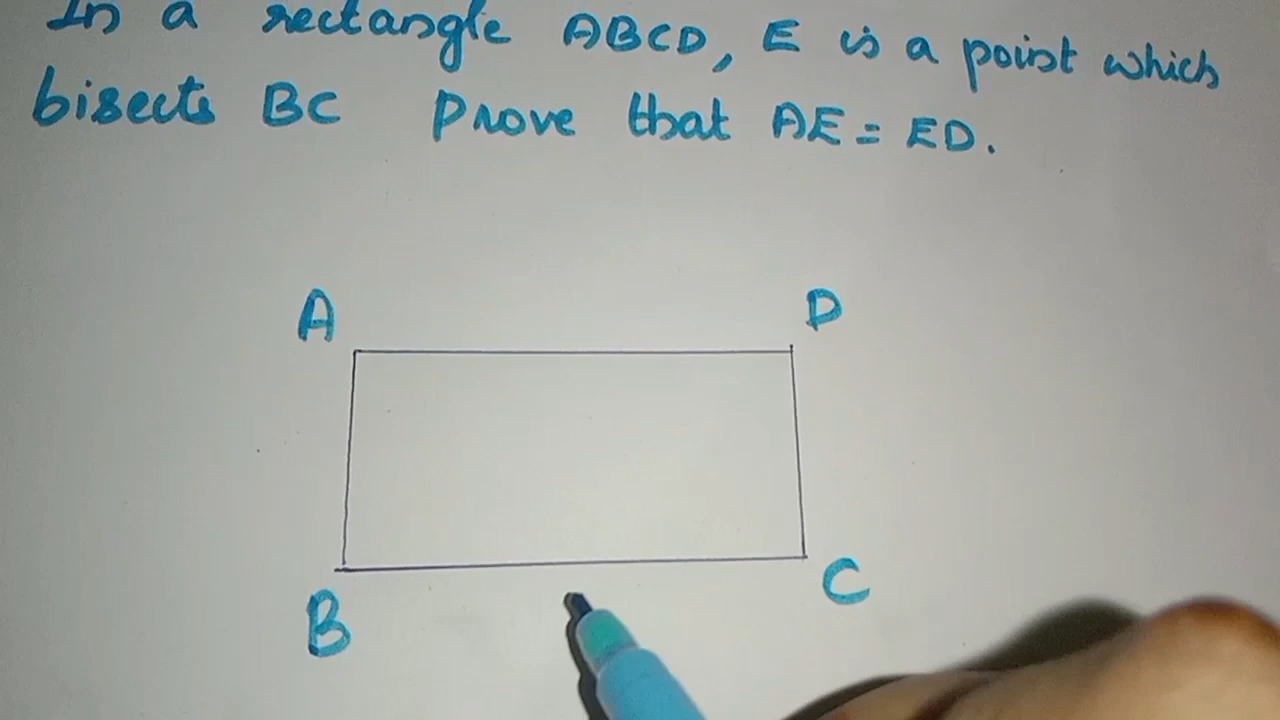 In a rectangle ABCD, E is a point which
bisects BC Prove that AE = ED.
A D
B C